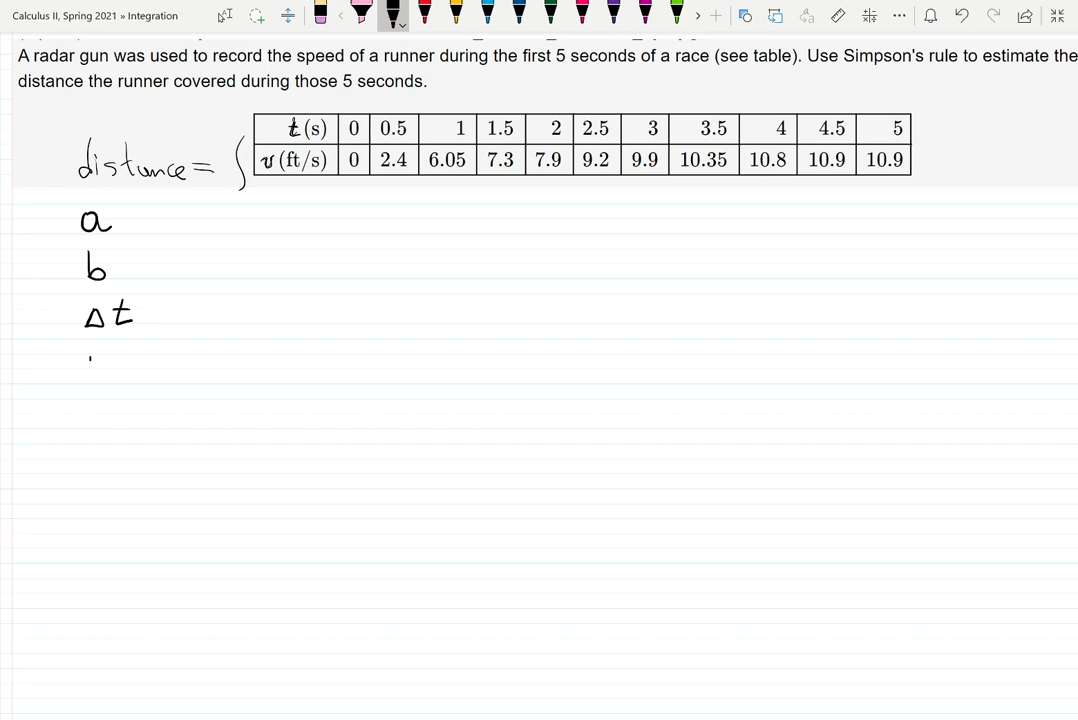 Calculus II, Spring 2021 » Integration
A radar gun was used to record the speed of a runner during the first 5 seconds of a race (see table). Use Simpson's rule to estimate the
distance the runner covered during those 5 seconds.
t (s) 0 0.5 1 1.5 2 2.5 3 3.5 4 4.5 5
distance = ∫ v (ft/s) 0 2.4 6.05 7.3 7.9 9.2 9.9 10.35 10.8 10.9 10.9
a
b
Δt